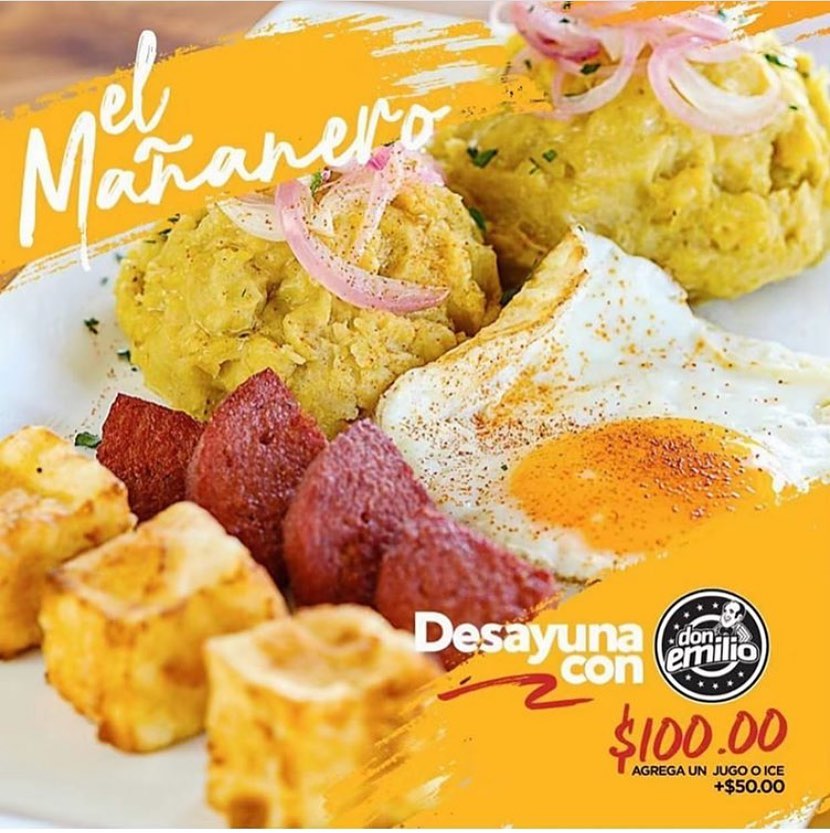 el
Mañanero
Desayuna
con
don
emilio
$100.00
AGREGA UN JUGO O ICE
+$50.00